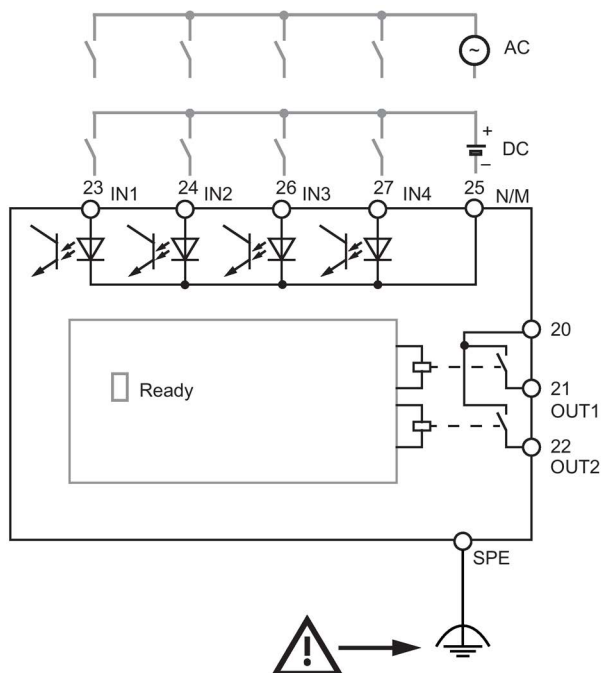 AC
+
DC
–
23 IN1 24 IN2 26 IN3 27 IN4 25 N/M
20
Ready
21
OUT1
22
OUT2
SPE
!